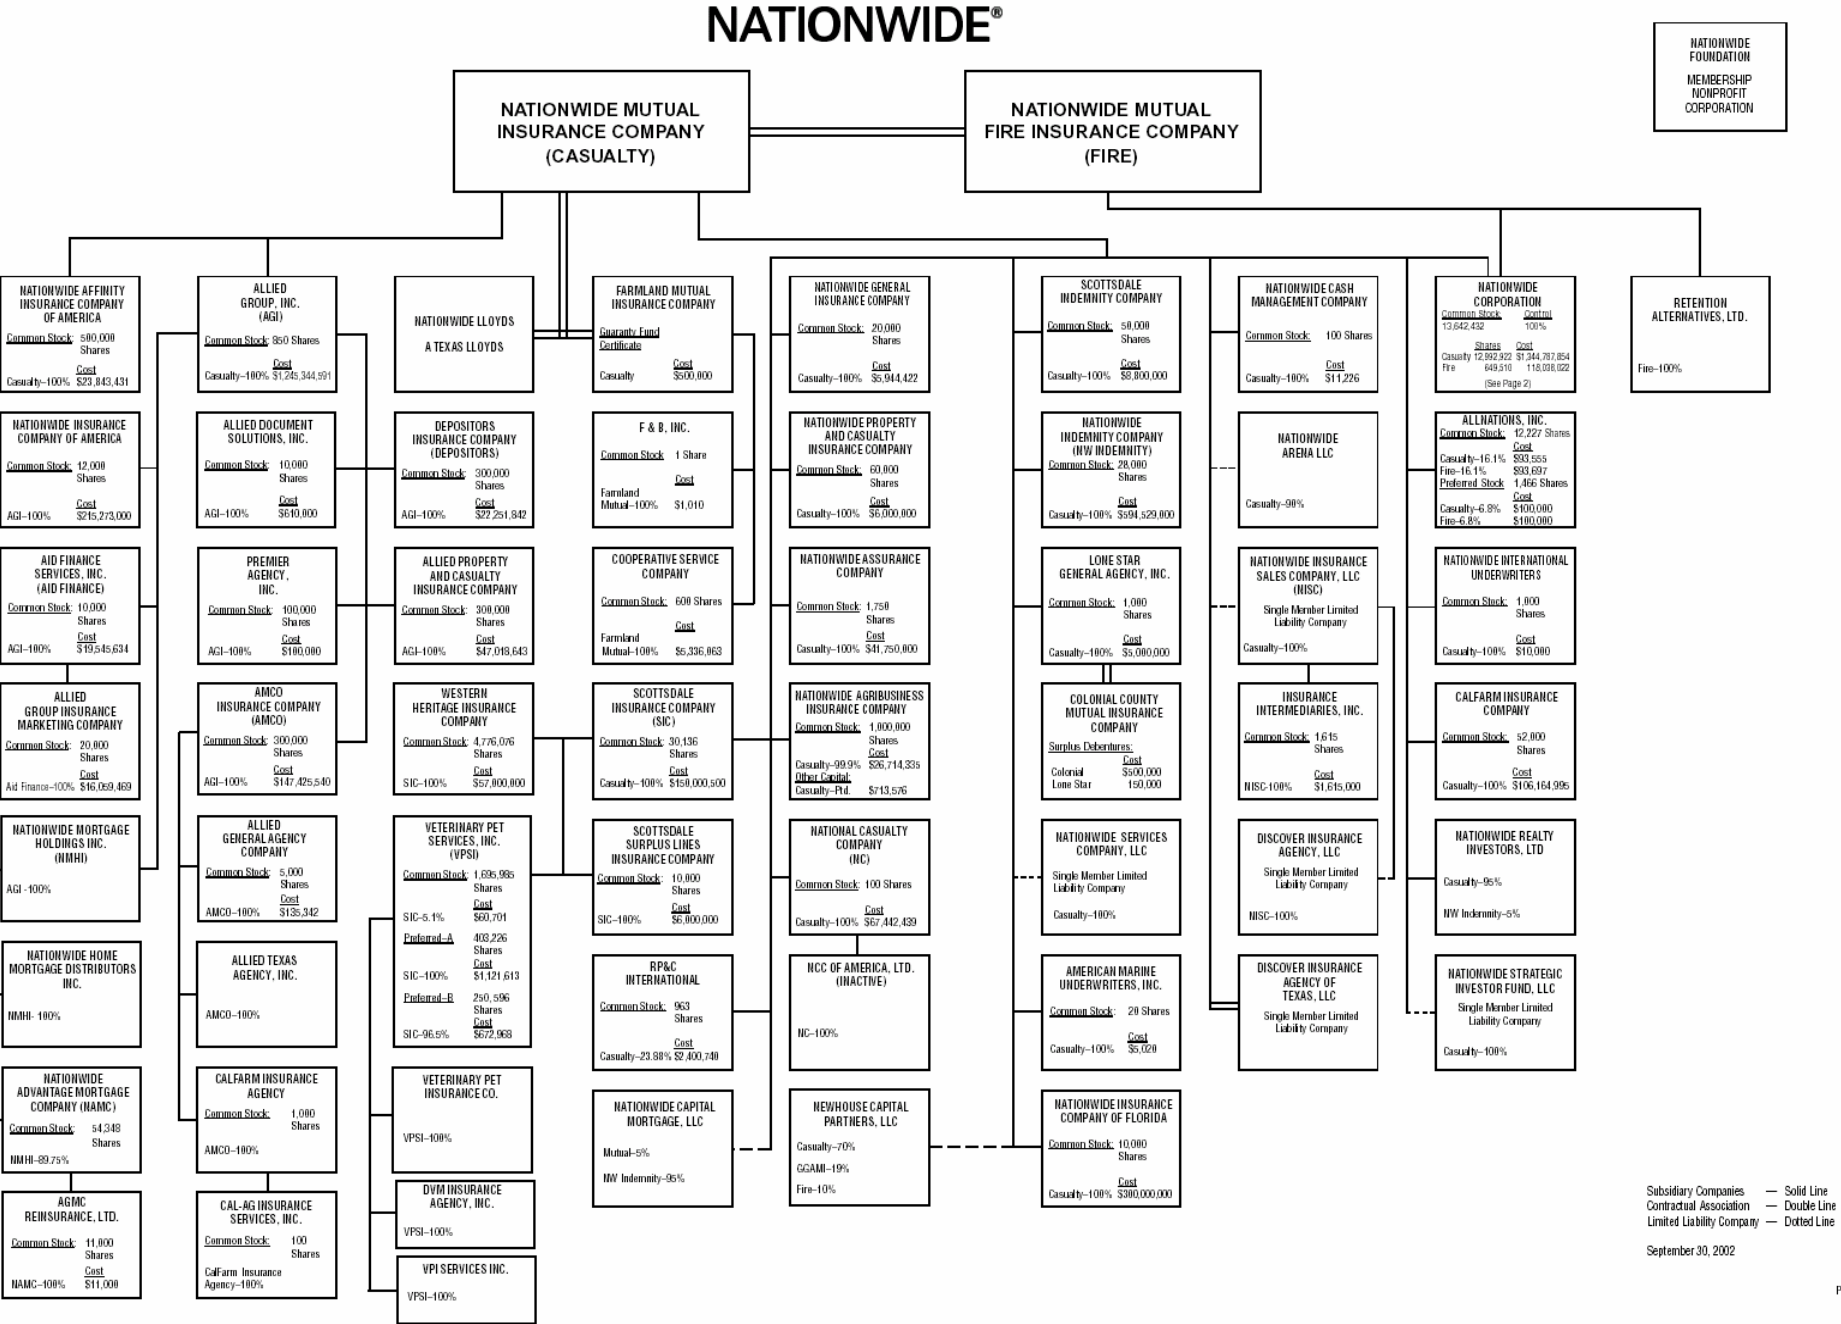 NATIONWIDE®
NATIONWIDE
FOUNDATION
MEMBERSHIP
NONPROFIT
CORPORATION
NATIONWIDE MUTUAL
INSURANCE COMPANY
(CASUALTY)
NATIONWIDE MUTUAL
FIRE INSURANCE COMPANY
(FIRE)
NATIONWIDE AFFINITY
INSURANCE COMPANY
OF AMERICA
Common Stock: 500,000
Shares
Cost
Casualty–100% $23,843,431
ALLIED
GROUP, INC.
(AGI)
Common Stock: 850 Shares
Cost
Casualty–100% $1,245,344,591
NATIONWIDE LLOYDS
A TEXAS LLOYDS
FARMLAND MUTUAL
INSURANCE COMPANY
Guaranty Fund
Certificate
Cost
Casualty $500,000
NATIONWIDE GENERAL
INSURANCE COMPANY
Common Stock: 20,000
Shares
Cost
Casualty–100% $5,944,422
SCOTTSDALE
INDEMNITY COMPANY
Common Stock: 50,000
Shares
Cost
Casualty–100% $8,800,000
NATIONWIDE CASH
MANAGEMENT COMPANY
Common Stock: 100 Shares
Cost
Casualty–100% $11,226
NATIONWIDE
CORPORATION
Common Stock: Control
13,642,432 100%
Shares Cost
Casualty 12,992,922 $1,344,787,854
Fire 649,510 118,038,022
(See Page 2)
RETENTION
ALTERNATIVES, LTD.
Fire–100%
NATIONWIDE INSURANCE
COMPANY OF AMERICA
Common Stock: 12,000
Shares
Cost
AGI–100% $215,273,000
ALLIED DOCUMENT
SOLUTIONS, INC.
Common Stock: 10,000
Shares
Cost
AGI–100% $610,000
DEPOSITORS
INSURANCE COMPANY
(DEPOSITORS)
Common Stock: 300,000
Shares
Cost
AGI–100% $22,251,842
F & B, INC.
Common Stock 1 Share
Cost
Farmland
Mutual–100% $1,010
NATIONWIDE PROPERTY
AND CASUALTY
INSURANCE COMPANY
Common Stock: 60,000
Shares
Cost
Casualty–100% $6,000,000
NATIONWIDE
INDEMNITY COMPANY
(NW INDEMNITY)
Common Stock: 28,000
Shares
Cost
Casualty–100% $594,529,000
NATIONWIDE
ARENA LLC
Casualty–90%
ALLNATIONS, INC.
Common Stock: 12,227 Shares
Cost
Casualty–16.1% $93,555
Fire–16.1% $93,697
Preferred Stock 1,466 Shares
Cost
Casualty–6.8% $100,000
Fire–6.8% $100,000
AID FINANCE
SERVICES, INC.
(AID FINANCE)
Common Stock: 10,000
Shares
Cost
AGI–100% $19,545,634
PREMIER
AGENCY,
INC.
Common Stock: 100,000
Shares
Cost
AGI–100% $100,000
ALLIED PROPERTY
AND CASUALTY
INSURANCE COMPANY
Common Stock: 300,000
Shares
Cost
AGI–100% $47,018,643
COOPERATIVE SERVICE
COMPANY
Common Stock: 600 Shares
Cost
Farmland
Mutual–100% $5,336,063
NATIONWIDE ASSURANCE
COMPANY
Common Stock: 1,750
Shares
Cost
Casualty–100% $41,750,000
LONE STAR
GENERAL AGENCY, INC.
Common Stock: 1,000
Shares
Cost
Casualty–100% $5,000,000
NATIONWIDE INSURANCE
SALES COMPANY, LLC
(NISC)
Single Member Limited
Liability Company
Casualty–100%
NATIONWIDE INTERNATIONAL
UNDERWRITERS
Common Stock: 1,000
Shares
Cost
Casualty–100% $10,000
ALLIED
GROUP INSURANCE
MARKETING COMPANY
Common Stock: 20,000
Shares
Cost
Aid Finance–100% $16,059,469
AMCO
INSURANCE COMPANY
(AMCO)
Common Stock: 300,000
Shares
Cost
AGI–100% $147,425,540
WESTERN
HERITAGE INSURANCE
COMPANY
Common Stock: 4,776,076
Shares
Cost
SIC–100% $57,000,000
SCOTTSDALE
INSURANCE COMPANY
(SIC)
Common Stock: 30,136
Shares
Cost
Casualty–100% $150,000,500
NATIONWIDE AGRIBUSINESS
INSURANCE COMPANY
Common Stock: 1,000,000
Shares
Cost
Casualty–99.9% $26,714,335
Other Capital:
Casualty–Ptd. $713,576
COLONIAL COUNTY
MUTUAL INSURANCE
COMPANY
Surplus Debentures:
Cost
Colonial $500,000
Lone Star 150,000
INSURANCE
INTERMEDIARIES, INC.
Common Stock: 1,615
Shares
Cost
NISC-100% $1,615,000
CALFARM INSURANCE
COMPANY
Common Stock: 52,000
Shares
Cost
Casualty–100% $106,164,995
NATIONWIDE MORTGAGE
HOLDINGS INC.
(NMHI)
AGI -100%
ALLIED
GENERAL AGENCY
COMPANY
Common Stock: 5,000
Shares
Cost
AMCO–100% $135,342
VETERINARY PET
SERVICES, INC.
(VPSI)
Common Stock: 1,695,985
Shares
Cost
SIC–5.1% $60,701
Preferred–A 403,226
Shares
Cost
SIC–100% $1,121,613
Preferred–B 250,596
Shares
Cost
SIC–96.5% $672,968
SCOTTSDALE
SURPLUS LINES
INSURANCE COMPANY
Common Stock: 10,000
Shares
Cost
SIC–100% $6,000,000
NATIONAL CASUALTY
COMPANY
(NC)
Common Stock: 100 Shares
Cost
Casualty–100% $67,442,439
NATIONWIDE SERVICES
COMPANY, LLC
Single Member Limited
Liability Company
Casualty–100%
DISCOVER INSURANCE
AGENCY, LLC
Single Member Limited
Liability Company
NISC–100%
NATIONWIDE REALTY
INVESTORS, LTD
Casualty–95%
NW Indemnity–5%
NATIONWIDE HOME
MORTGAGE DISTRIBUTORS
INC.
NMHI- 100%
ALLIED TEXAS
AGENCY, INC.
AMCO–100%
RP&C
INTERNATIONAL
Common Stock: 963
Shares
Cost
Casualty–23.88% $2,400,740
NCC OF AMERICA, LTD.
(INACTIVE)
NC–100%
AMERICAN MARINE
UNDERWRITERS, INC.
Common Stock: 20 Shares
Cost
Casualty–100% $5,020
DISCOVER INSURANCE
AGENCY OF
TEXAS, LLC
Single Member Limited
Liability Company
NATIONWIDE STRATEGIC
INVESTOR FUND, LLC
Single Member Limited
Liability Company
Casualty–100%
NATIONWIDE
ADVANTAGE MORTGAGE
COMPANY (NAMC)
Common Stock: 54,348
Shares
NMHI–89.75%
CALFARM INSURANCE
AGENCY
Common Stock: 1,000
Shares
AMCO–100%
VETERINARY PET
INSURANCE CO.
VPSI–100%
NATIONWIDE CAPITAL
MORTGAGE, LLC
Mutual–5%
NW Indemnity–95%
NEWHOUSE CAPITAL
PARTNERS, LLC
Casualty–70%
GGAMI–19%
Fire–10%
NATIONWIDE INSURANCE
COMPANY OF FLORIDA
Common Stock: 10,000
Shares
Cost
Casualty–100% $300,000,000
AGMC
REINSURANCE, LTD.
Common Stock: 11,000
Shares
Cost
NAMC–100% $11,000
CAL-AG INSURANCE
SERVICES, INC.
Common Stock: 100
Shares
CalFarm Insurance
Agency–100%
DVM INSURANCE
AGENCY, INC.
VPSI–100%
VPI SERVICES INC.
VPSI–100%
Subsidiary Companies — Solid Line
Contractual Association — Double Line
Limited Liability Company — Dotted Line
September 30, 2002
P